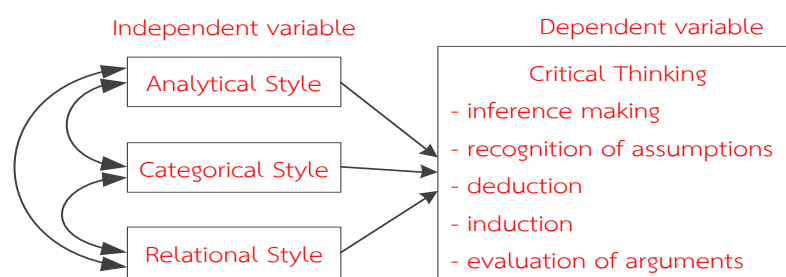 Independent variable
Analytical Style
Categorical Style
Relational Style
Dependent variable
Critical Thinking
- inference making
- recognition of assumptions
- deduction
- induction
- evaluation of arguments